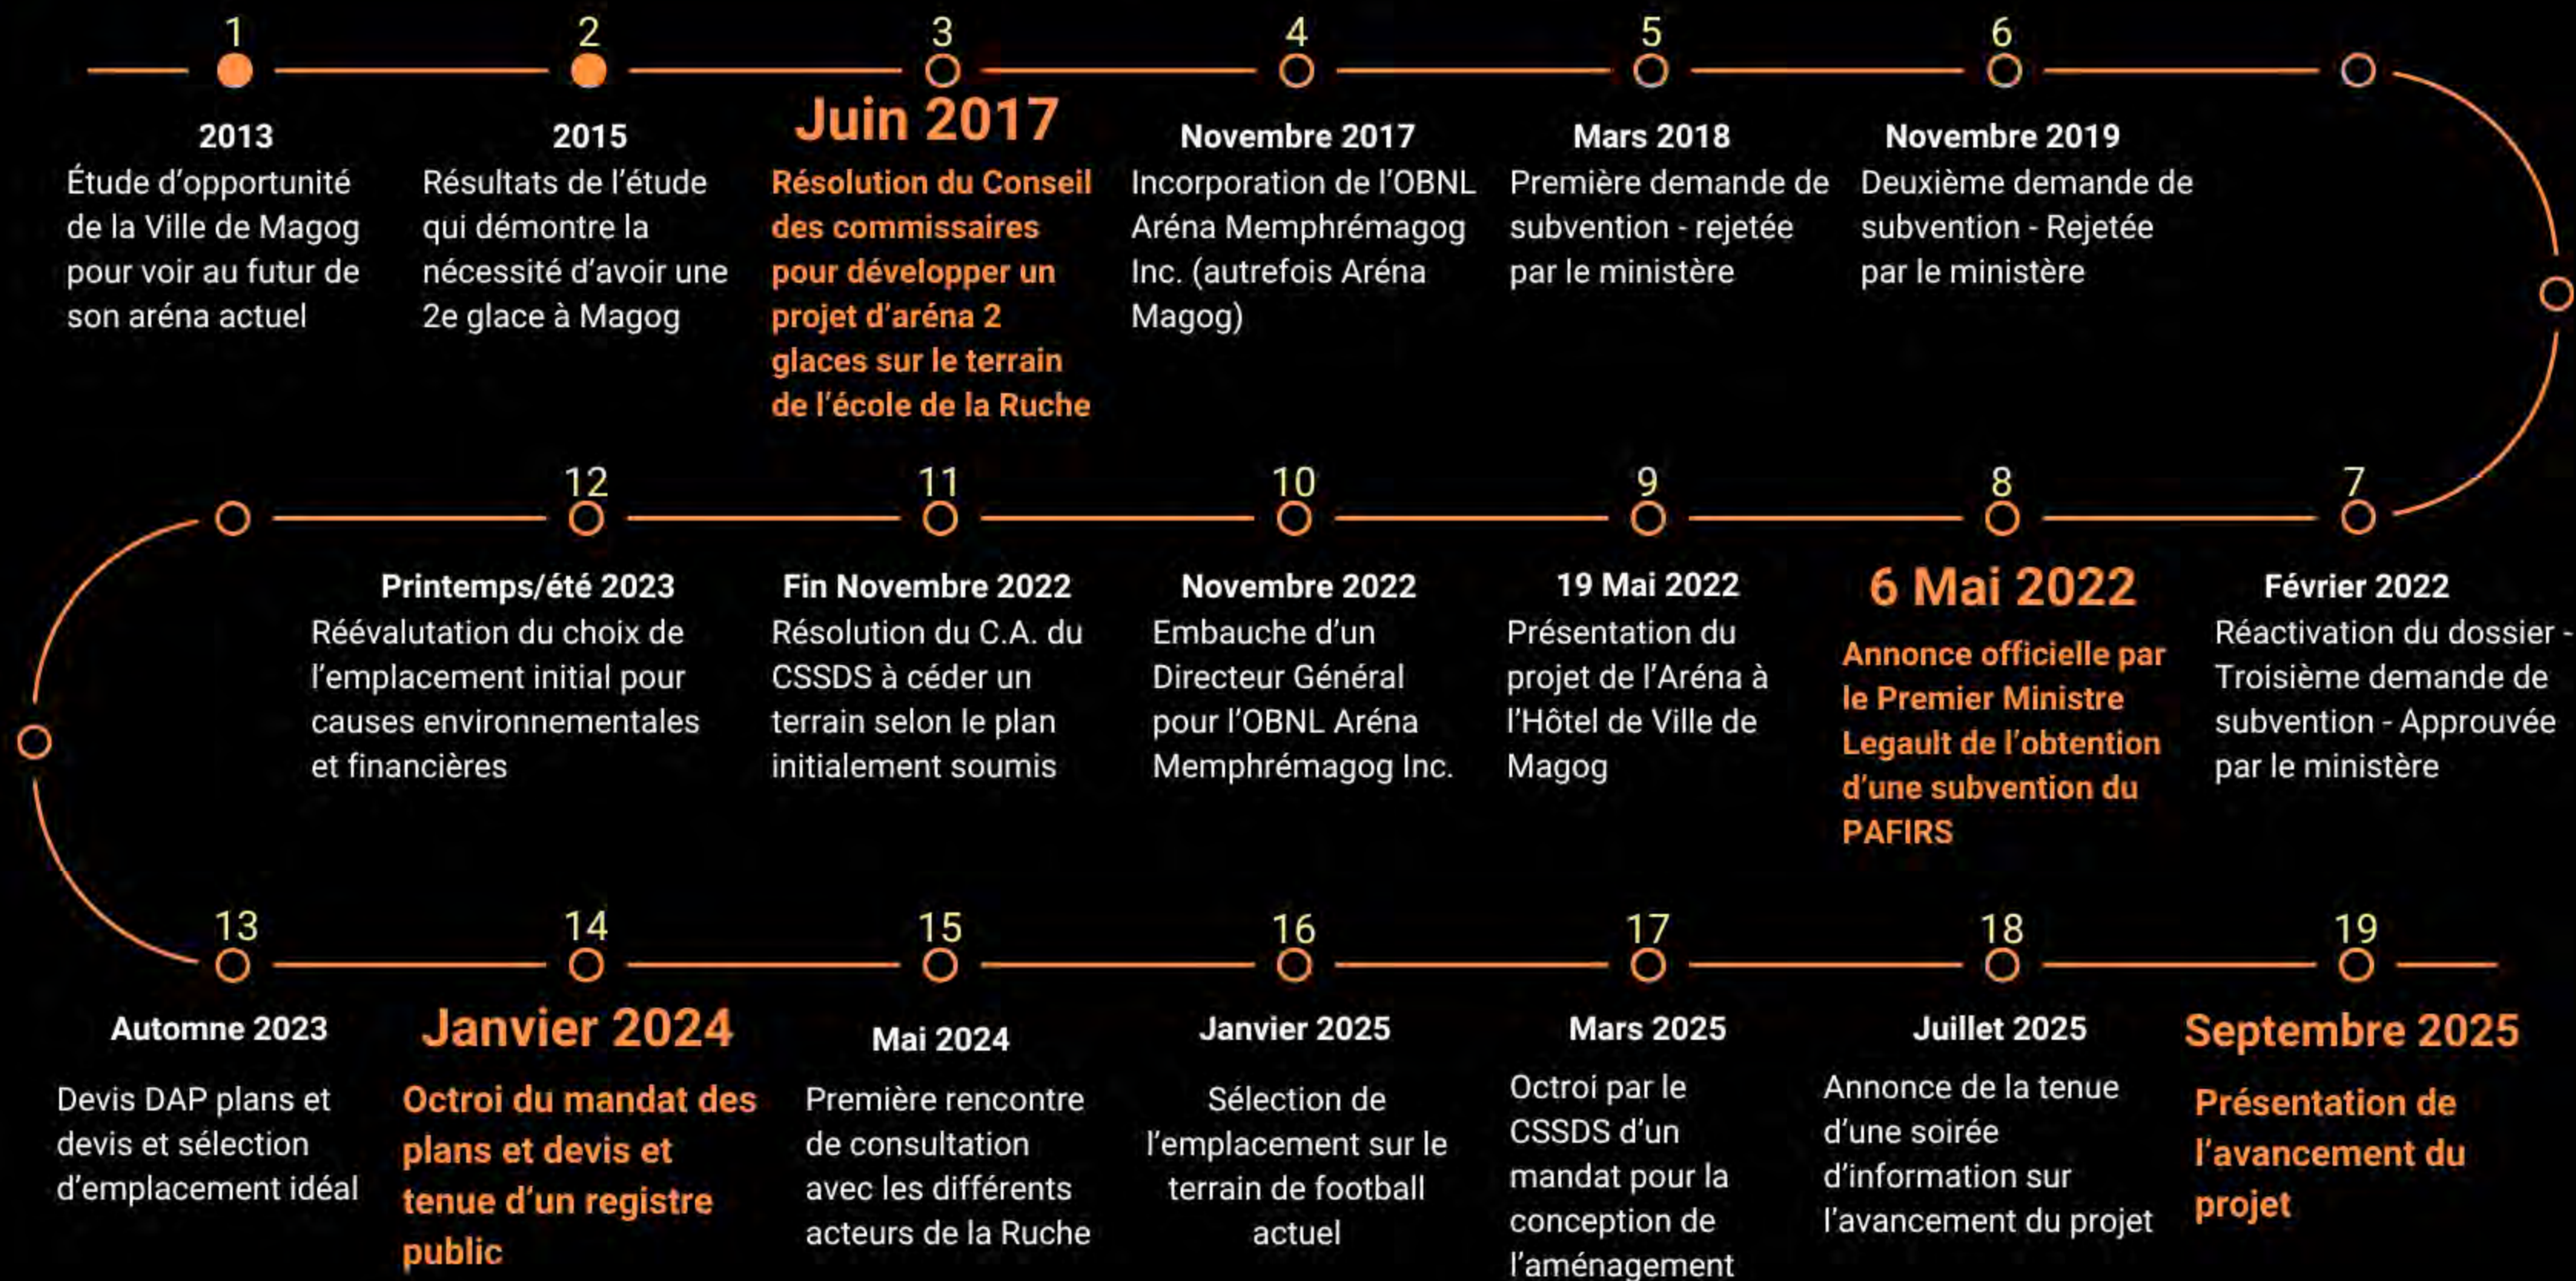 1
2013
Étude d'opportunité
de la Ville de Magog
pour voir au futur de
son aréna actuel
2
2015
Résultats de l'étude
qui démontre la
nécessité d'avoir une
2e glace à Magog
3
Juin 2017
Résolution du Conseil
des commissaires
pour développer un
projet d'aréna 2
glaces sur le terrain
de l'école de la Ruche
4
Novembre 2017
Incorporation de l'OBNL
Aréna Memphrémagog
Inc. (autrefois Aréna
Magog)
5
Mars 2018
Première demande de
subvention - rejetée
par le ministère
6
Novembre 2019
Deuxième demande de
subvention - Rejetée
par le ministère
7
Février 2022
Réactivation du dossier -
Troisième demande de
subvention - Approuvée
par le ministère
8
6 Mai 2022
Annonce officielle par
le Premier Ministre
Legault de l'obtention
d'une subvention du
PAFIRS
9
19 Mai 2022
Présentation du
projet de l'Aréna à
l'Hôtel de Ville de
Magog
10
Novembre 2022
Embauche d'un
Directeur Général
pour l'OBNL Aréna
Memphrémagog Inc.
11
Fin Novembre 2022
Résolution du C.A. du
CSSDS à céder un
terrain selon le plan
initialement soumis
12
Printemps/été 2023
Réévalutation du choix de
l'emplacement initial pour
causes environnementales
et financières
13
Automne 2023
Devis DAP plans et
devis et sélection
d'emplacement idéal
14
Janvier 2024
Octroi du mandat des
plans et devis et
tenue d'un registre
public
15
Mai 2024
Première rencontre
de consultation
avec les différents
acteurs de la Ruche
16
Janvier 2025
Sélection de
l'emplacement sur le
terrain de football
actuel
17
Mars 2025
Octroi par le
CSSDS d'un
mandat pour la
conception de
l'aménagement
18
Juillet 2025
Annonce de la tenue
d'une soirée
d'information sur
l'avancement du projet
19
Septembre 2025
Présentation de
l'avancement du
projet